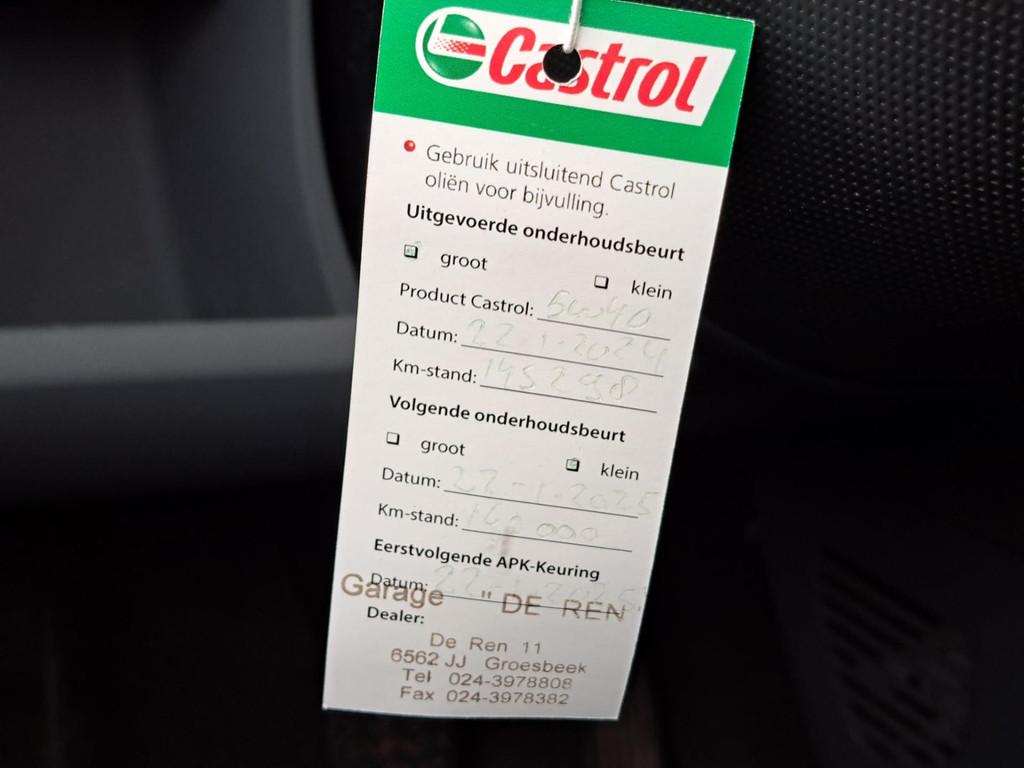 Castrol
Gebruik uitsluitend Castrol
oliën voor bijvulling.
Uitgevoerde onderhoudsbeurt
groot klein
Product Castrol: 5w40
Datum: 22-1-2024
Km-stand: 145298
Volgende onderhoudsbeurt
groot klein
Datum: 22-1-2025
Km-stand: 160000
Eerstvolgende APK-Keuring
Datum:
Garage "DE REN
Dealer:
De Ren 11
6562 JJ Groesbeek
Tel 024-3978808
Fax 024-3978382